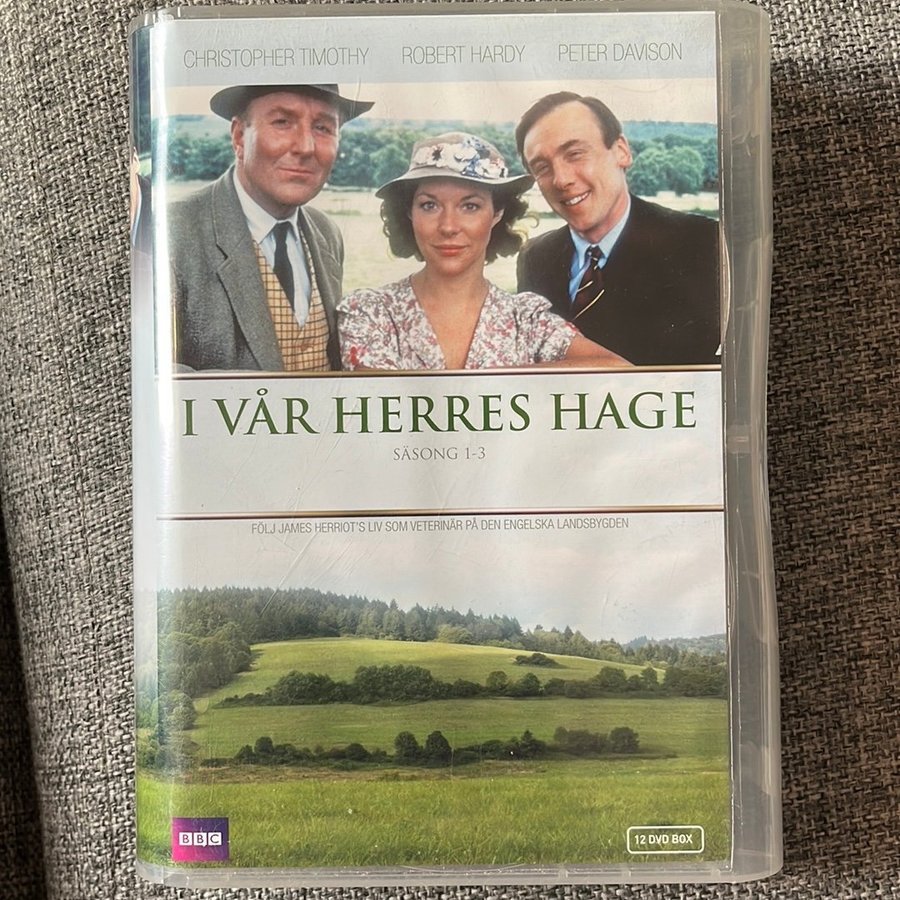 CHRISTOPHER TIMOTHY ROBERT HARDY PETER DAVISON
I VÅR HERRES HAGE
SÄSONG 1-3
FÖLJ JAMES HERRIOT'S LIV SOM VETERINÄR PÅ DEN ENGELSKA LANDSBYGDEN
BBC
12 DVD BOX